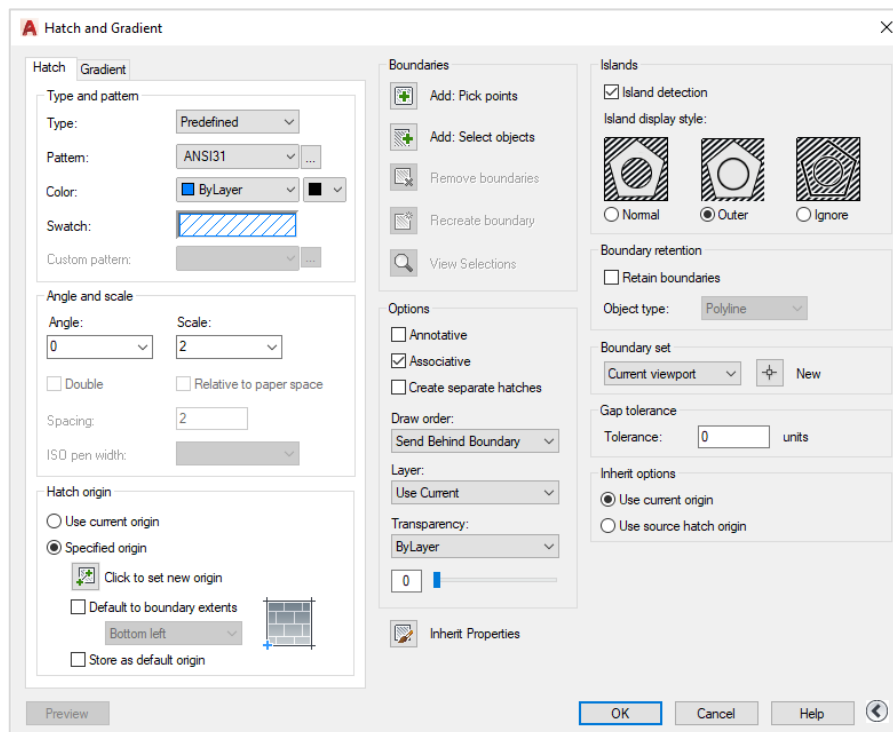 Hatch and Gradient
Hatch
Gradient
Type and pattern
Type:
Predefined
Pattern:
ANSI31
...
Color:
ByLayer
Swatch:
Custom pattern:
...
Angle and scale
Angle:
Scale:
0
2
Double
Relative to paper space
Spacing:
2
ISO pen width:
Hatch origin
Use current origin
Specified origin
Click to set new origin
Default to boundary extents
Bottom left
Store as default origin
Preview
Boundaries
Add: Pick points
Add: Select objects
Remove boundaries
Recreate boundary
View Selections
Options
Annotative
Associative
Create separate hatches
Draw order:
Send Behind Boundary
Layer:
Use Current
Transparency:
ByLayer
0
Inherit Properties
Islands
Island detection
Island display style:
Normal
Outer
Ignore
Boundary retention
Retain boundaries
Object type:
Polyline
Boundary set
Current viewport
New
Gap tolerance
Tolerance:
0
units
Inherit options
Use current origin
Use source hatch origin
OK
Cancel
Help